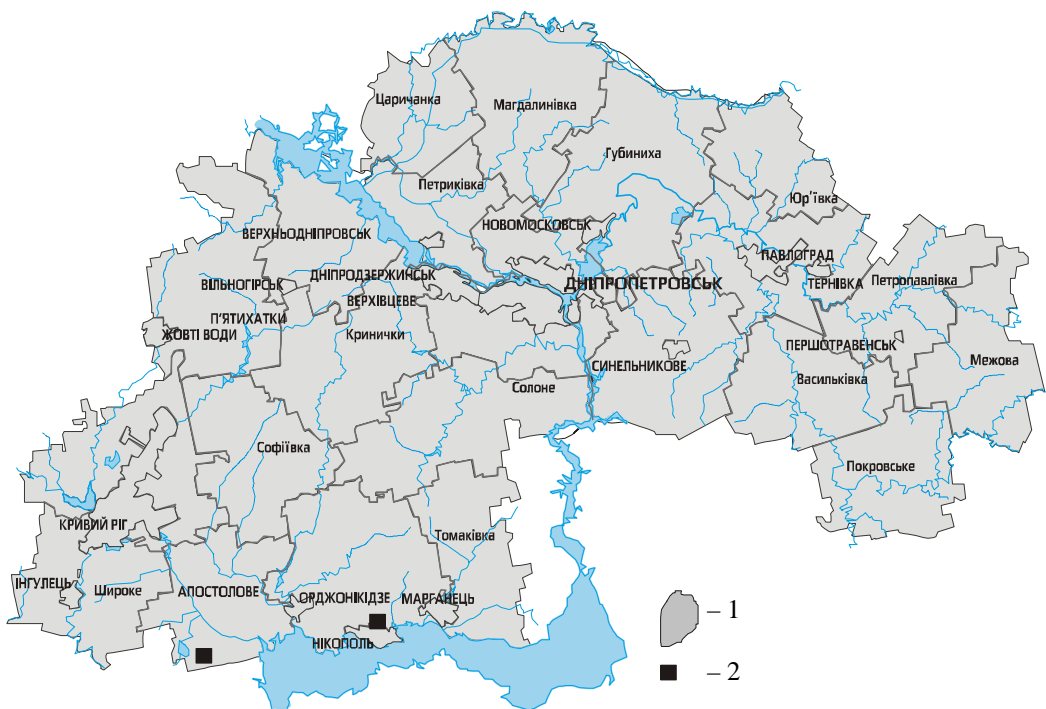 Царичанка
Магдалинівка
Губиниха
Петриківка
Юр'ївка
НОВОМОСКОВСЬК
ВЕРХНЬОДНІПРОВСЬК
ПАВЛОГРАД
ДНІПРОДЗЕРЖИНСЬК
ВІЛЬНОГІРСЬК
ДНІПРОПЕТРОВСЬК
ТЕРНІВКА
Петропавлівка
ВЕРХІВЦЕВЕ
П'ЯТИХАТКИ
ЖОВТІ ВОДИ
Кринички
ПЕРШОТРАВЕНСЬК
Межова
СИНЕЛЬНИКОВЕ
Васильківка
Солоне
Софіївка
Покровське
КРИВИЙ РІГ
Томаківка
ІНГУЛЕЦЬ
Широке
АПОСТОЛОВЕ
ОРДЖОНІКІДЗЕ
МАРГАНЕЦЬ
НІКОПОЛЬ
– 1
– 2